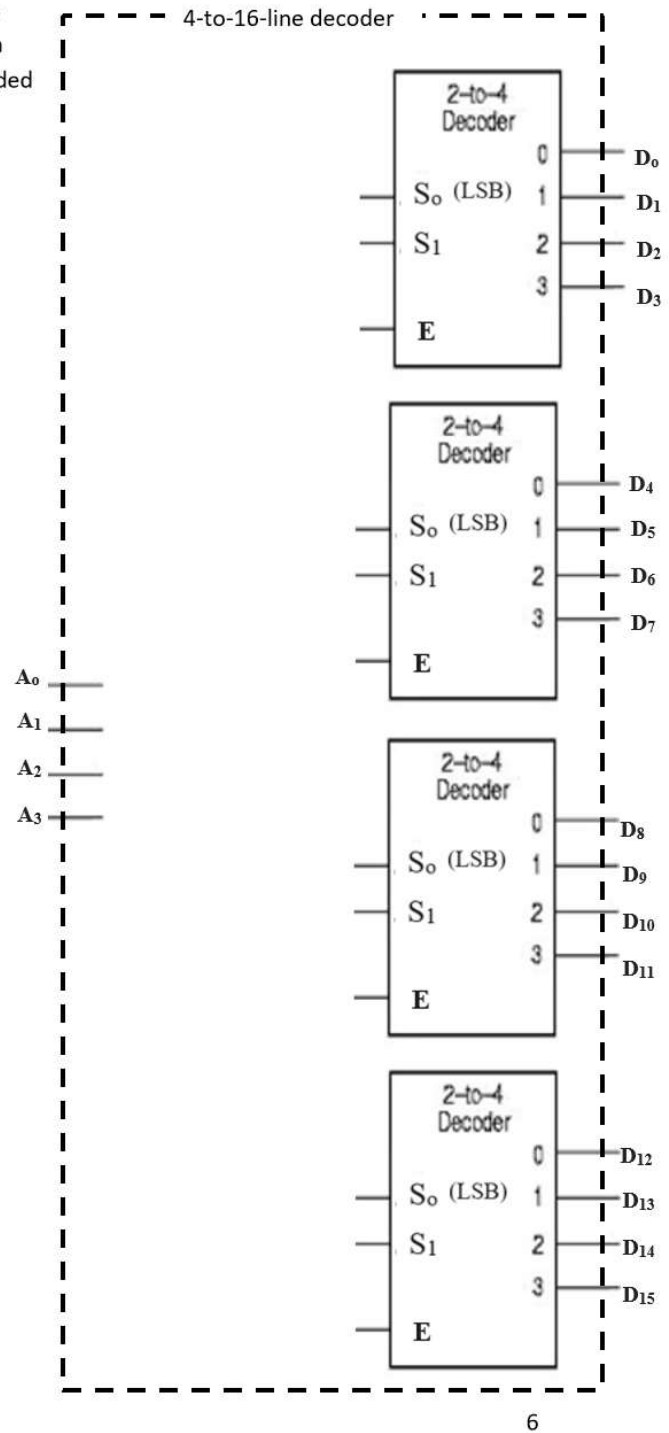 4-to-16-line decoder
ded
2-to-4
Decoder
0 D₀
S₀ (LSB) 1 D₁
S₁ 2 D₂
3 D₃
E
2-to-4
Decoder
0 D₄
S₀ (LSB) 1 D₅
S₁ 2 D₆
3 D₇
E
A₀
A₁
A₂
A₃
2-to-4
Decoder
0 D₈
S₀ (LSB) 1 D₉
S₁ 2 D₁₀
3 D₁₁
E
2-to-4
Decoder
0 D₁₂
S₀ (LSB) 1 D₁₃
S₁ 2 D₁₄
3 D₁₅
E
6